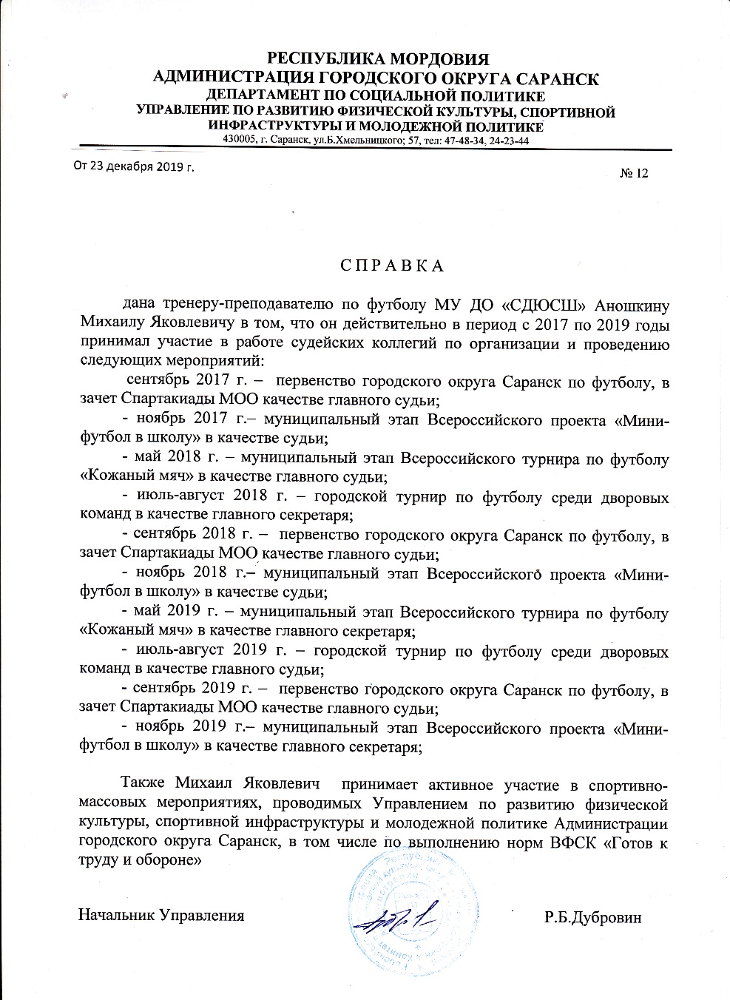 РЕСПУБЛИКА МОРДОВИЯ
АДМИНИСТРАЦИЯ ГОРОДСКОГО ОКРУГА САРАНСК
ДЕПАРТАМЕНТ ПО СОЦИАЛЬНОЙ ПОЛИТИКЕ
УПРАВЛЕНИЕ ПО РАЗВИТИЮ ФИЗИЧЕСКОЙ КУЛЬТУРЫ, СПОРТИВНОЙ
ИНФРАСТРУКТУРЫ И МОЛОДЕЖНОЙ ПОЛИТИКЕ
430005, г. Саранск, ул.Б.Хмельницкого; 57, тел: 47-48-34, 24-23-44
От 23 декабря 2019 г.
№ 12
С П Р А В К А
дана тренеру-преподавателю по футболу МУ ДО «СДЮСШ» Аношкину
Михаилу Яковлевичу в том, что он действительно в период с 2017 по 2019 годы
принимал участие в работе судейских коллегий по организации и проведению
следующих мероприятий:
сентябрь 2017 г. – первенство городского округа Саранск по футболу, в
зачет Спартакиады МОО качестве главного судьи;
- ноябрь 2017 г.– муниципальный этап Всероссийского проекта «Мини-
футбол в школу» в качестве судьи;
- май 2018 г. – муниципальный этап Всероссийского турнира по футболу
«Кожаный мяч» в качестве главного судьи;
- июль-август 2018 г. – городской турнир по футболу среди дворовых
команд в качестве главного секретаря;
- сентябрь 2018 г. – первенство городского округа Саранск по футболу, в
зачет Спартакиады МОО качестве главного судьи;
- ноябрь 2018 г.– муниципальный этап Всероссийского проекта «Мини-
футбол в школу» в качестве судьи;
- май 2019 г. – муниципальный этап Всероссийского турнира по футболу
«Кожаный мяч» в качестве главного секретаря;
- июль-август 2019 г. – городской турнир по футболу среди дворовых
команд в качестве главного судьи;
- сентябрь 2019 г. – первенство городского округа Саранск по футболу, в
зачет Спартакиады МОО качестве главного судьи;
- ноябрь 2019 г.– муниципальный этап Всероссийского проекта «Мини-
футбол в школу» в качестве главного секретаря;
Также Михаил Яковлевич принимает активное участие в спортивно-
массовых мероприятиях, проводимых Управлением по развитию физической
культуры, спортивной инфраструктуры и молодежной политике Администрации
городского округа Саранск, в том числе по выполнению норм ВФСК «Готов к
труду и обороне»
Начальник Управления
Р.Б.Дубровин